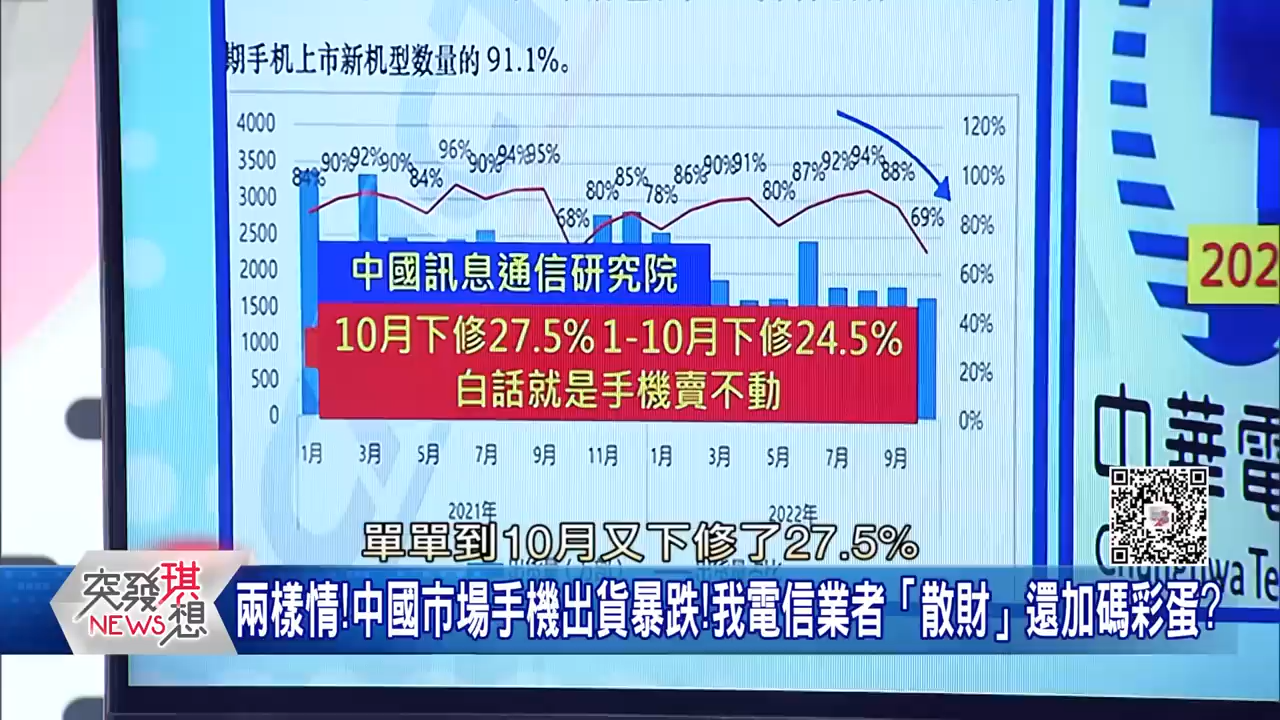 期手机上市新机型数量的 91.1%。
4000
3500
3000
2500
2000
1500
1000
500
0
120%
100%
80%
60%
40%
20%
0%
84% 90% 92% 90% 84% 96% 90% 94% 95% 68% 80% 85% 78% 86% 90% 91% 80% 87% 92% 94% 88% 69%
中國訊息通信研究院
10月下修27.5% 1-10月下修24.5%
白話就是手機賣不動
1月 3月 5月 7月 9月 11月 1月 3月 5月 7月 9月
2021年 2022年
202
中華電
單單到10月又下修了27.5%
突發琪想
NEWS
兩樣情!中國市場手機出貨暴跌!我電信業者「散財」還加碼彩蛋?